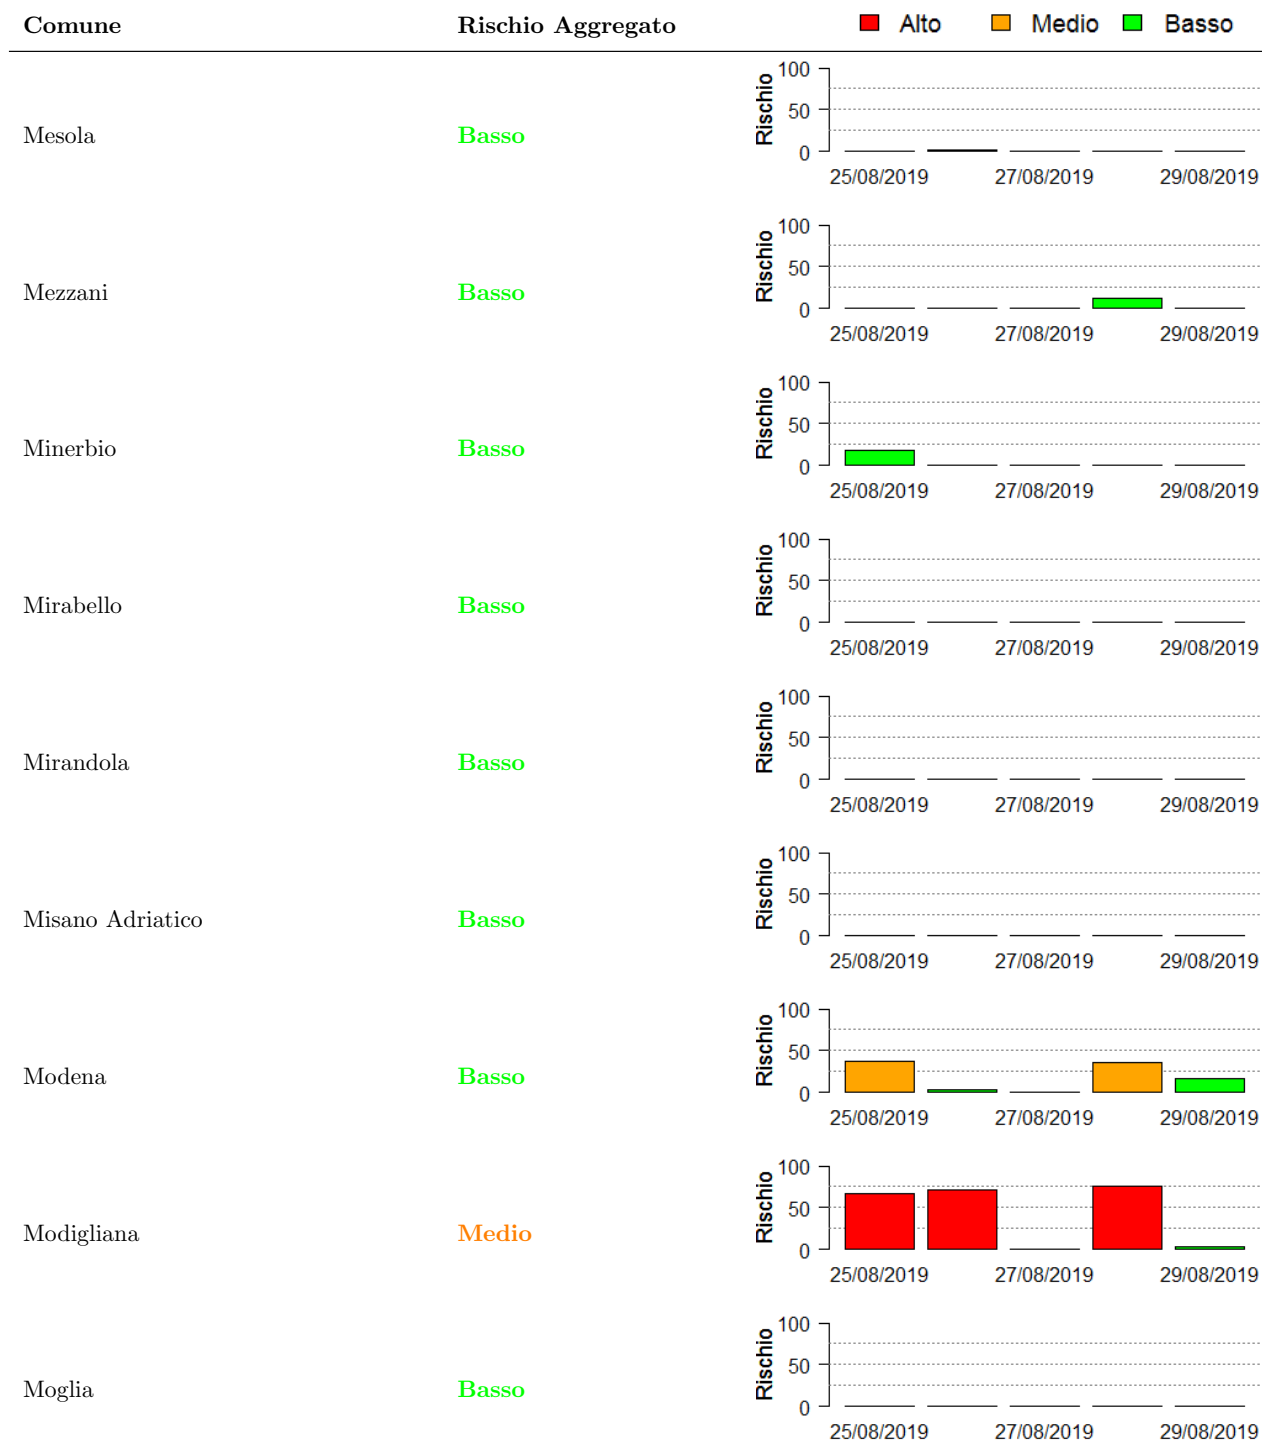 Comune Rischio Aggregato Alto Medio Basso
Mesola Basso
Rischio
100
50
0
25/08/2019 27/08/2019 29/08/2019
Mezzani Basso
Rischio
100
50
0
25/08/2019 27/08/2019 29/08/2019
Minerbio Basso
Rischio
100
50
0
25/08/2019 27/08/2019 29/08/2019
Mirabello Basso
Rischio
100
50
0
25/08/2019 27/08/2019 29/08/2019
Mirandola Basso
Rischio
100
50
0
25/08/2019 27/08/2019 29/08/2019
Misano Adriatico Basso
Rischio
100
50
0
25/08/2019 27/08/2019 29/08/2019
Modena Basso
Rischio
100
50
0
25/08/2019 27/08/2019 29/08/2019
Modigliana Medio
Rischio
100
50
0
25/08/2019 27/08/2019 29/08/2019
Moglia Basso
Rischio
100
50
0
25/08/2019 27/08/2019 29/08/2019